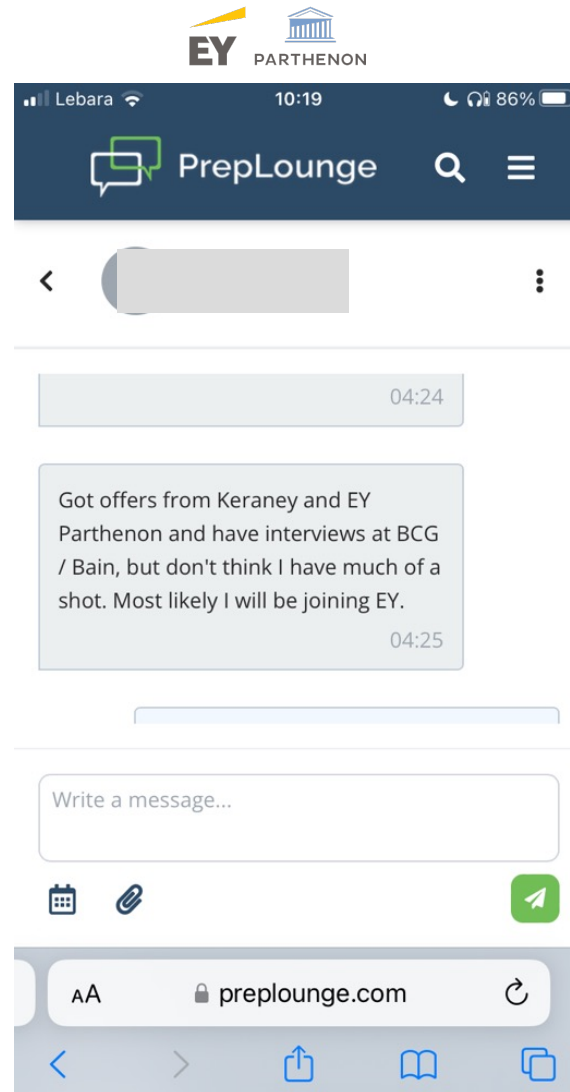 EY
PARTHENON
Lebara 10:19 86%
PrepLounge
04:24
Got offers from Keraney and EY
Parthenon and have interviews at BCG
/ Bain, but don't think I have much of a
shot. Most likely I will be joining EY.
04:25
Write a message...
AA preplounge.com